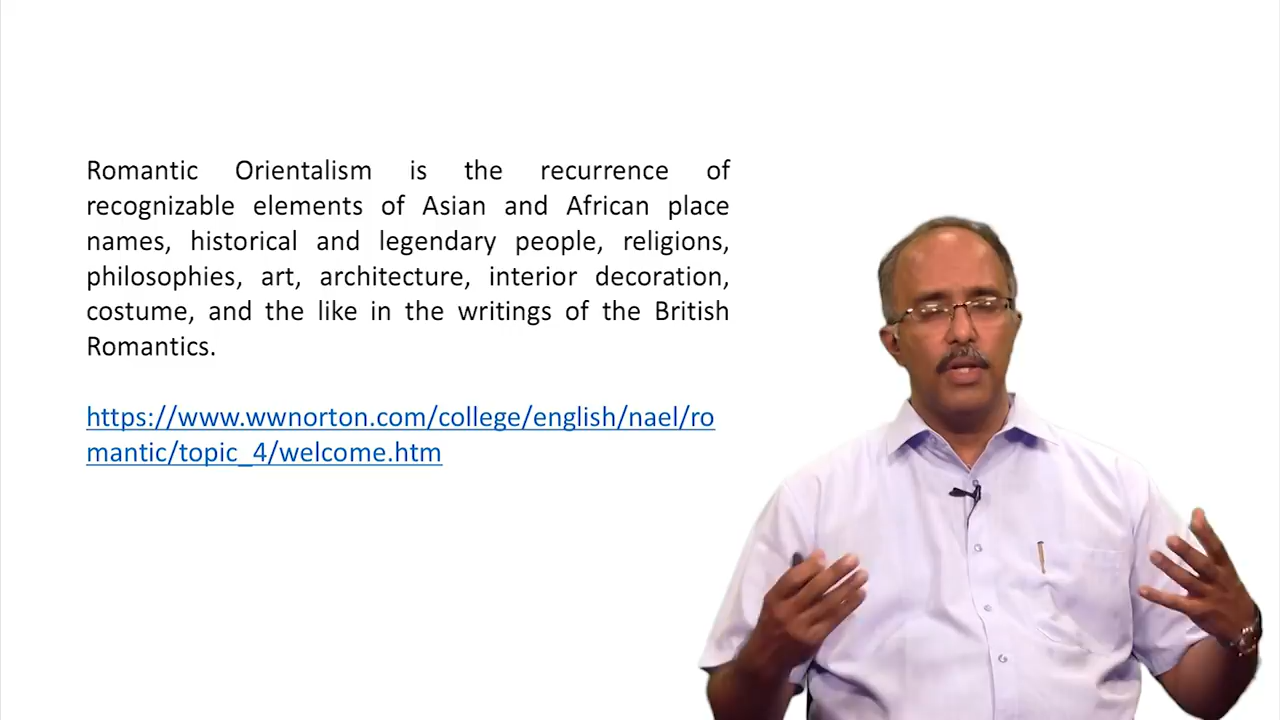 Romantic Orientalism is the recurrence of
recognizable elements of Asian and African place
names, historical and legendary people, religions,
philosophies, art, architecture, interior decoration,
costume, and the like in the writings of the British
Romantics.
https://www.wwnorton.com/college/english/nael/ro
mantic/topic_4/welcome.htm